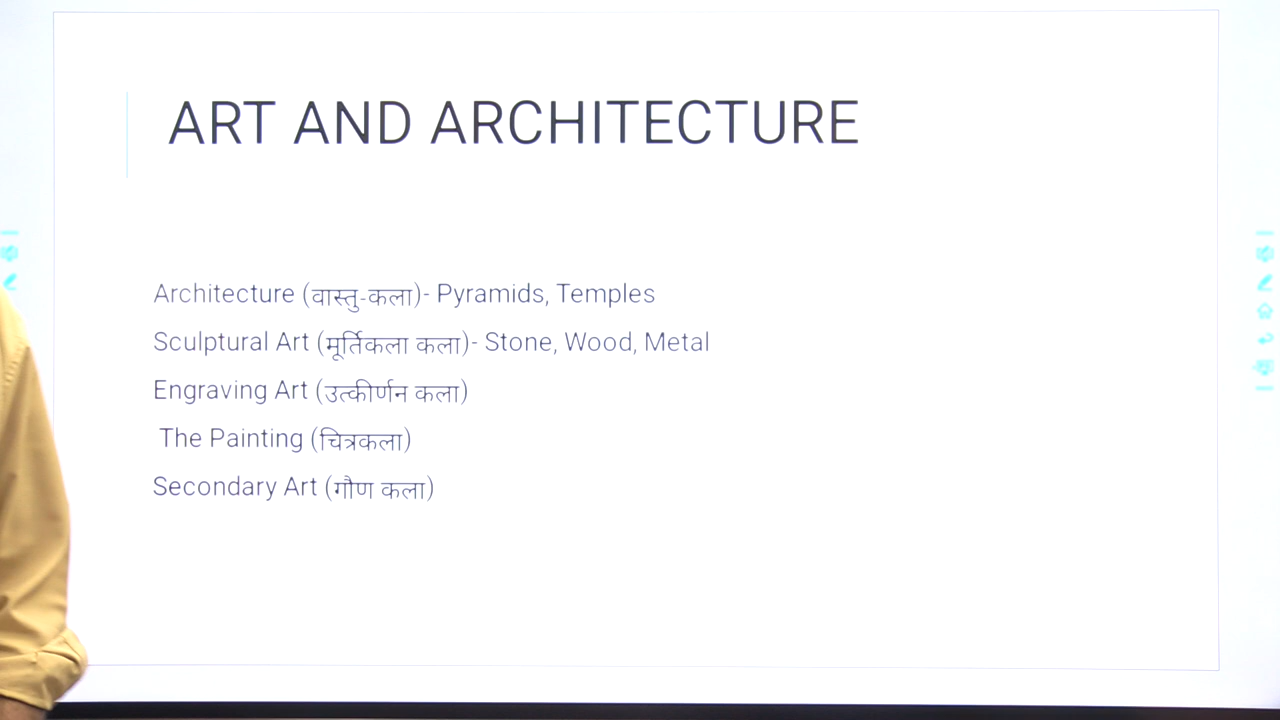 ART AND ARCHITECTURE
Architecture (वास्तु-कला)- Pyramids, Temples
Sculptural Art (मूर्तिकला कला)- Stone, Wood, Metal
Engraving Art (उत्कीर्णन कला)
The Painting (चित्रकला)
Secondary Art (गौण कला)